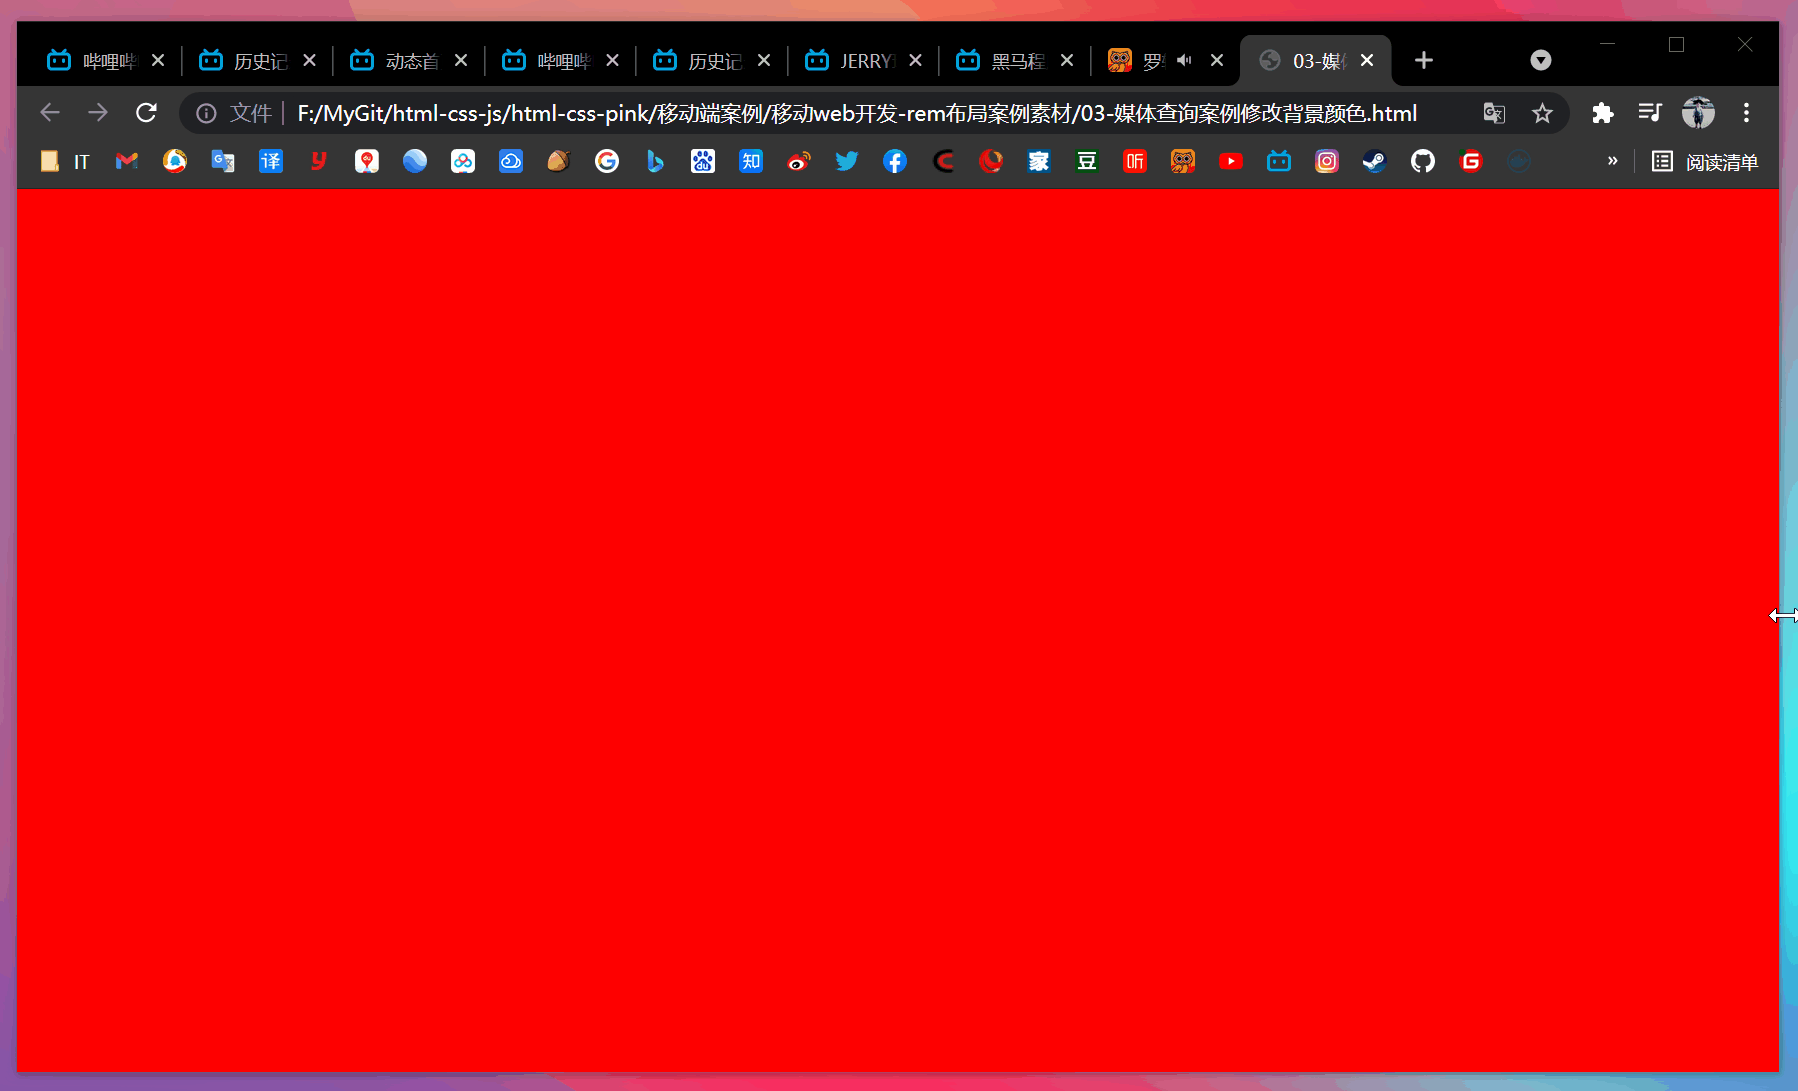 哔哩哔 历史记 动态首 哔哩哔 历史记 JERRY 黑马程 罗 03-媒
文件 F:/MyGit/html-css-js/html-css-pink/移动端案例/移动web开发-rem布局案例素材/03-媒体查询案例修改背景颜色.html
IT 译 y du 知 家 豆 听 G » 阅读清单